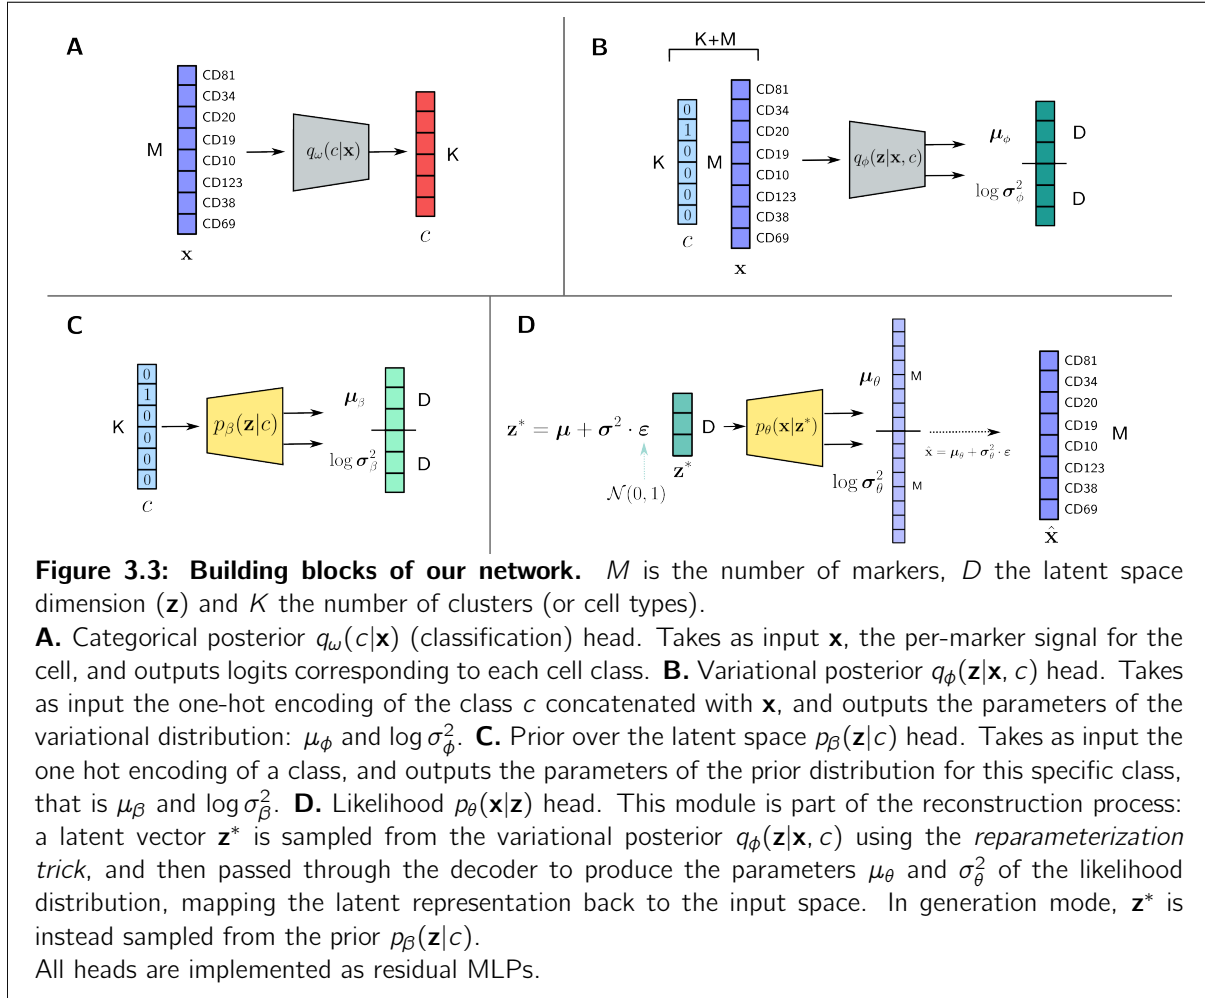 A
M
CD81
CD34
CD20
CD19
CD10
CD123
CD38
CD69
x
qω(c|x)
K
c
B
K+M
K
0
1
0
0
0
0
c
M
CD81
CD34
CD20
CD19
CD10
CD123
CD38
CD69
x
qϕ(z|x, c)
μϕ
log σ²ϕ
D
D
C
K
0
1
0
0
0
0
c
pβ(z|c)
μβ
log σ²β
D
D
D
z* = μ + σ² · ε
N(0, 1)
D
z*
pθ(x|z*)
μθ
log σ²θ
M
M
x̂ = μθ + σ²θ · ε
CD81
CD34
CD20
CD19
CD10
CD123
CD38
CD69
M
x̂
Figure 3.3: Building blocks of our network. M is the number of markers, D the latent space
dimension (z) and K the number of clusters (or cell types).
A. Categorical posterior qω(c|x) (classification) head. Takes as input x, the per-marker signal for the
cell, and outputs logits corresponding to each cell class. B. Variational posterior qϕ(z|x, c) head. Takes
as input the one-hot encoding of the class c concatenated with x, and outputs the parameters of the
variational distribution: μϕ and log σ²ϕ. C. Prior over the latent space pβ(z|c) head. Takes as input the
one hot encoding of a class, and outputs the parameters of the prior distribution for this specific class,
that is μβ and log σ²β. D. Likelihood pθ(x|z) head. This module is part of the reconstruction process:
a latent vector z* is sampled from the variational posterior qϕ(z|x, c) using the reparameterization
trick, and then passed through the decoder to produce the parameters μθ and σ²θ of the likelihood
distribution, mapping the latent representation back to the input space. In generation mode, z* is
instead sampled from the prior pβ(z|c).
All heads are implemented as residual MLPs.